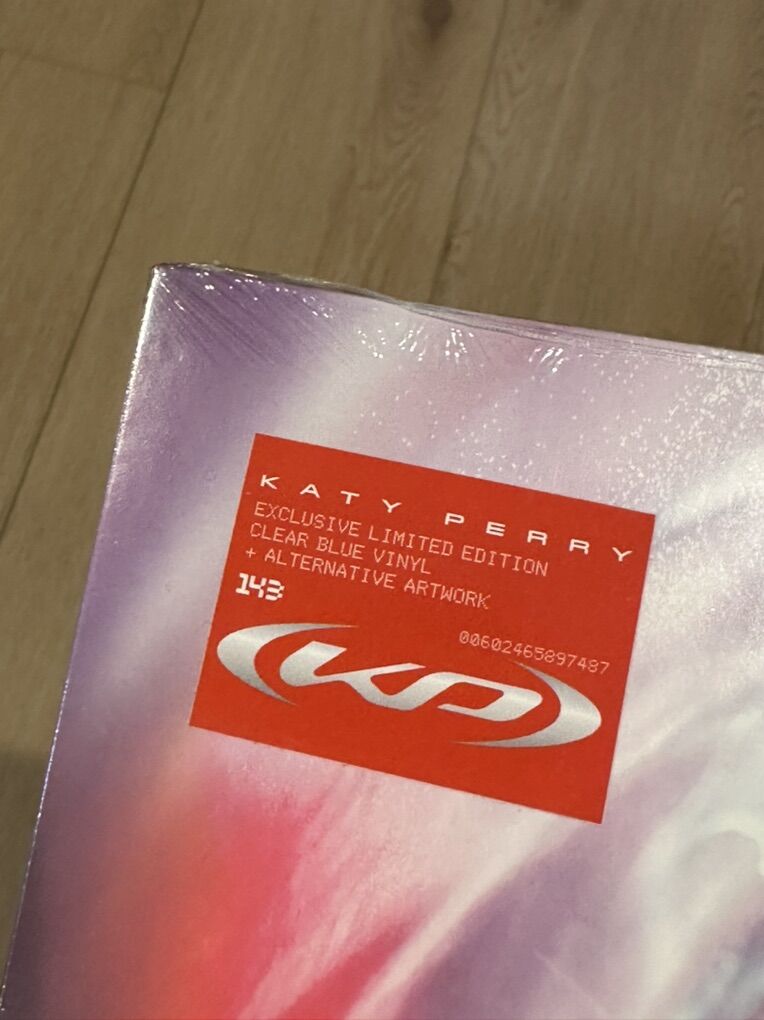 KATY PERRY
EXCLUSIVE LIMITED EDITION
CLEAR BLUE VINYL
+ ALTERNATIVE ARTWORK
143
00602465897487
KP